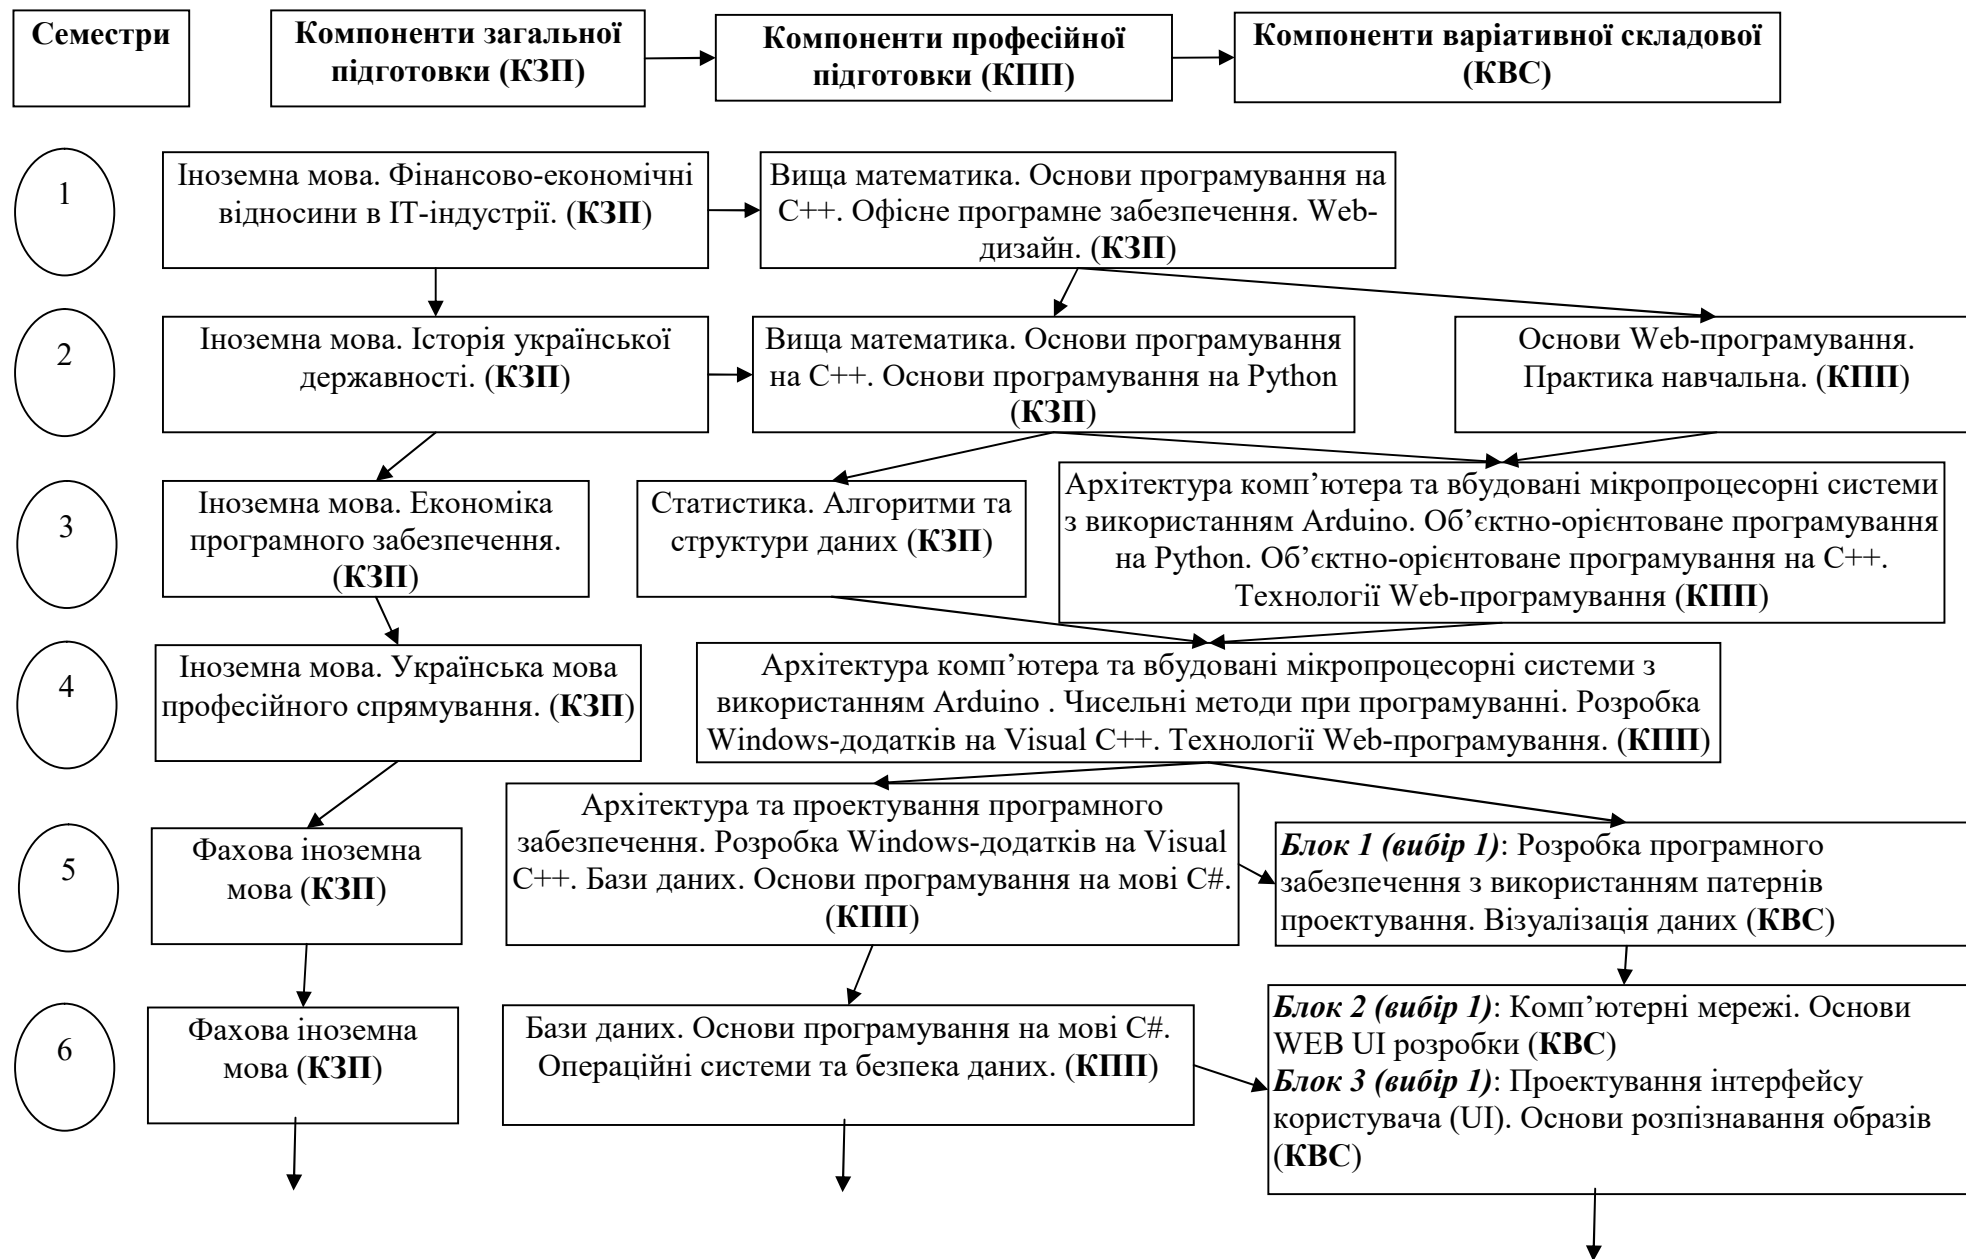 Семестри
Компоненти загальної
підготовки (КЗП)
Компоненти професійної
підготовки (КПП)
Компоненти варіативної складової
(КВС)
1
Іноземна мова. Фінансово-економічні
відносини в ІТ-індустрії. (КЗП)
Вища математика. Основи програмування на
С++. Офісне програмне забезпечення. Web-
дизайн. (КЗП)
2
Іноземна мова. Історія української
державності. (КЗП)
Вища математика. Основи програмування
на С++. Основи програмування на Python
(КЗП)
Основи Web-програмування.
Практика навчальна. (КПП)
3
Іноземна мова. Економіка
програмного забезпечення.
(КЗП)
Статистика. Алгоритми та
структури даних (КЗП)
Архітектура комп’ютера та вбудовані мікропроцесорні системи
з використанням Arduino. Об’єктно-орієнтоване програмування
на Python. Об’єктно-орієнтоване програмування на С++.
Технології Web-програмування (КПП)
4
Іноземна мова. Українська мова
професійного спрямування. (КЗП)
Архітектура комп’ютера та вбудовані мікропроцесорні системи з
використанням Arduino . Чисельні методи при програмуванні. Розробка
Windows-додатків на Visual C++. Технології Web-програмування. (КПП)
5
Фахова іноземна
мова (КЗП)
Архітектура та проектування програмного
забезпечення. Розробка Windows-додатків на Visual
C++. Бази даних. Основи програмування на мові C#.
(КПП)
Блок 1 (вибір 1): Розробка програмного
забезпечення з використанням патернів
проектування. Візуалізація даних (КВС)
6
Фахова іноземна
мова (КЗП)
Бази даних. Основи програмування на мові C#.
Операційні системи та безпека даних. (КПП)
Блок 2 (вибір 1): Комп’ютерні мережі. Основи
WEB UI розробки (КВС)
Блок 3 (вибір 1): Проектування інтерфейсу
користувача (UI). Основи розпізнавання образів
(КВС)